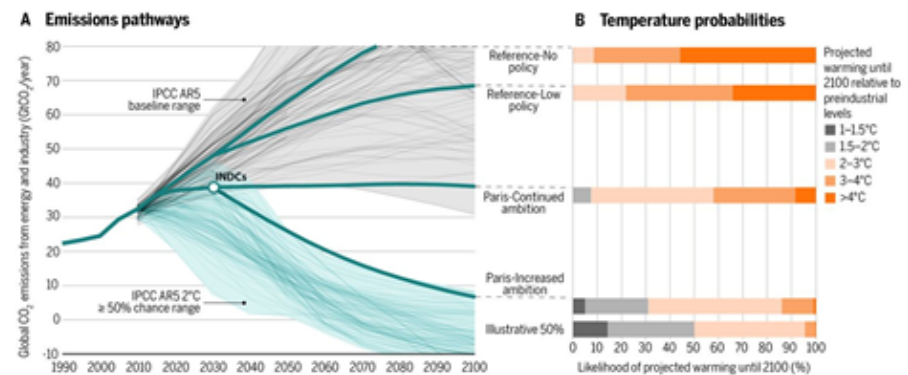 A Emissions pathways
B Temperature probabilities
Global CO2 emissions from energy and industry (GtCO2/year)
80
70
60
50
40
30
20
10
0
-10
IPCC AR5
baseline range
INDCs
IPCC AR5 2°C
≥ 50% chance range
1990 2000 2010 2020 2030 2040 2050 2060 2070 2080 2090 2100
Reference-No
policy
Reference-Low
policy
Paris-Continued
ambition
Paris-Increased
ambition
Illustrative 50%
0 10 20 30 40 50 60 70 80 90 100
Likelihood of projected warming until 2100 (%)
Projected
warming until
2100 relative to
preindustrial
levels
1–1.5°C
1.5–2°C
2–3°C
3–4°C
>4°C